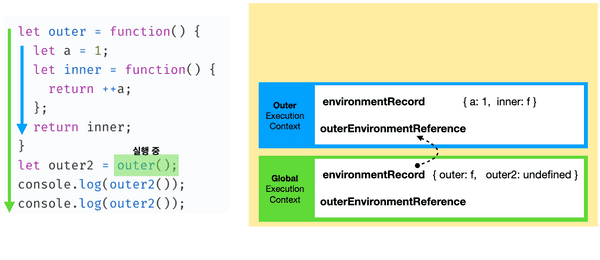 let outer = function() {
let a = 1;
let inner = function() {
return ++a;
};
return inner;
}
실행 중
let outer2 = outer();
console.log(outer2());
console.log(outer2());
Outer
Execution
Context
environmentRecord { a: 1, inner: f }
outerEnvironmentReference
Global
Execution
Context
environmentRecord { outer: f, outer2: undefined }
outerEnvironmentReference